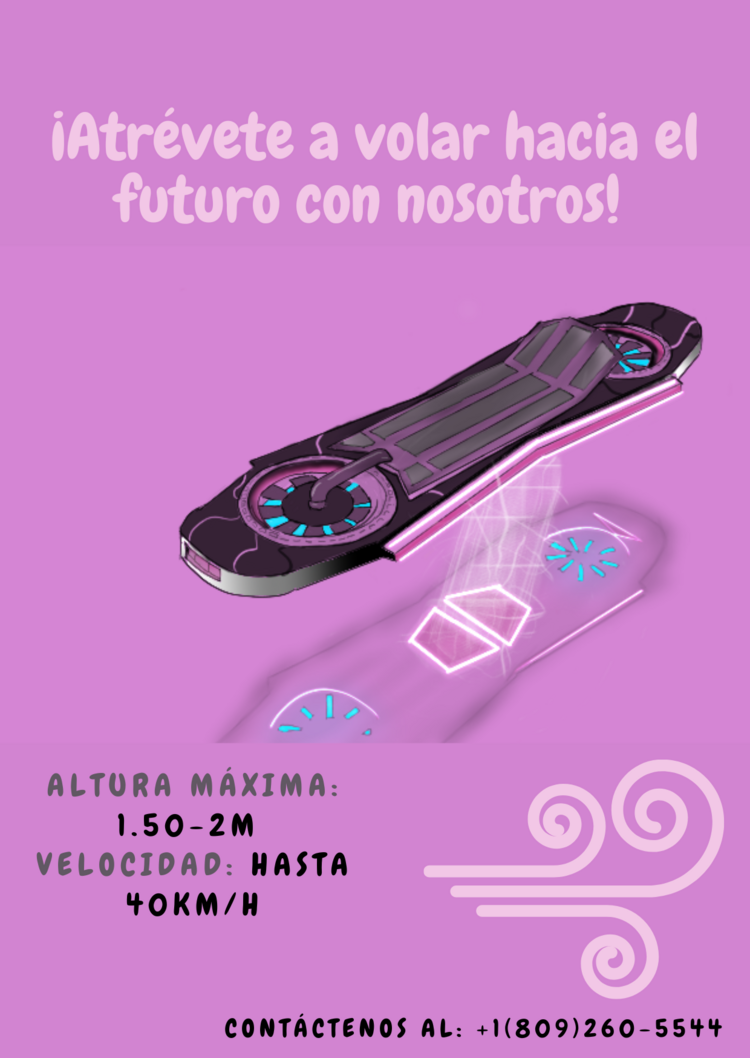 ¡Atrévete a volar hacia el
futuro con nosotros!
ALTURA MÁXIMA:
1.50-2M
VELOCIDAD: HASTA
40KM/H
CONTÁCTENOS AL: +1(809)260-5544